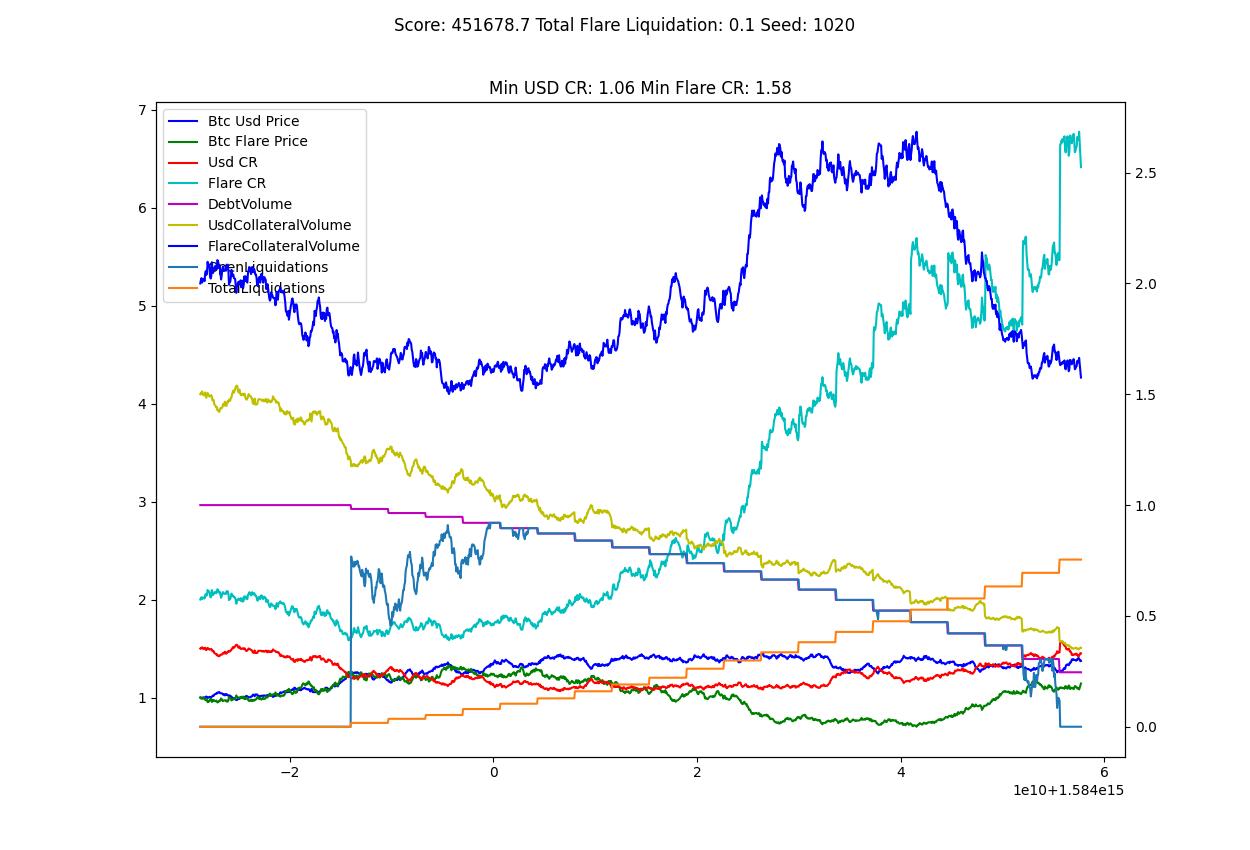 Score: 451678.7 Total Flare Liquidation: 0.1 Seed: 1020
Min USD CR: 1.06 Min Flare CR: 1.58
7
6
5
4
3
2
1
Btc Usd Price
Btc Flare Price
Usd CR
Flare CR
DebtVolume
UsdCollateralVolume
FlareCollateralVolume
OpenLiquidations
TotalLiquidations
2.5
2.0
1.5
1.0
0.5
0.0
−2
0
2
4
6
1e10+1.584e15